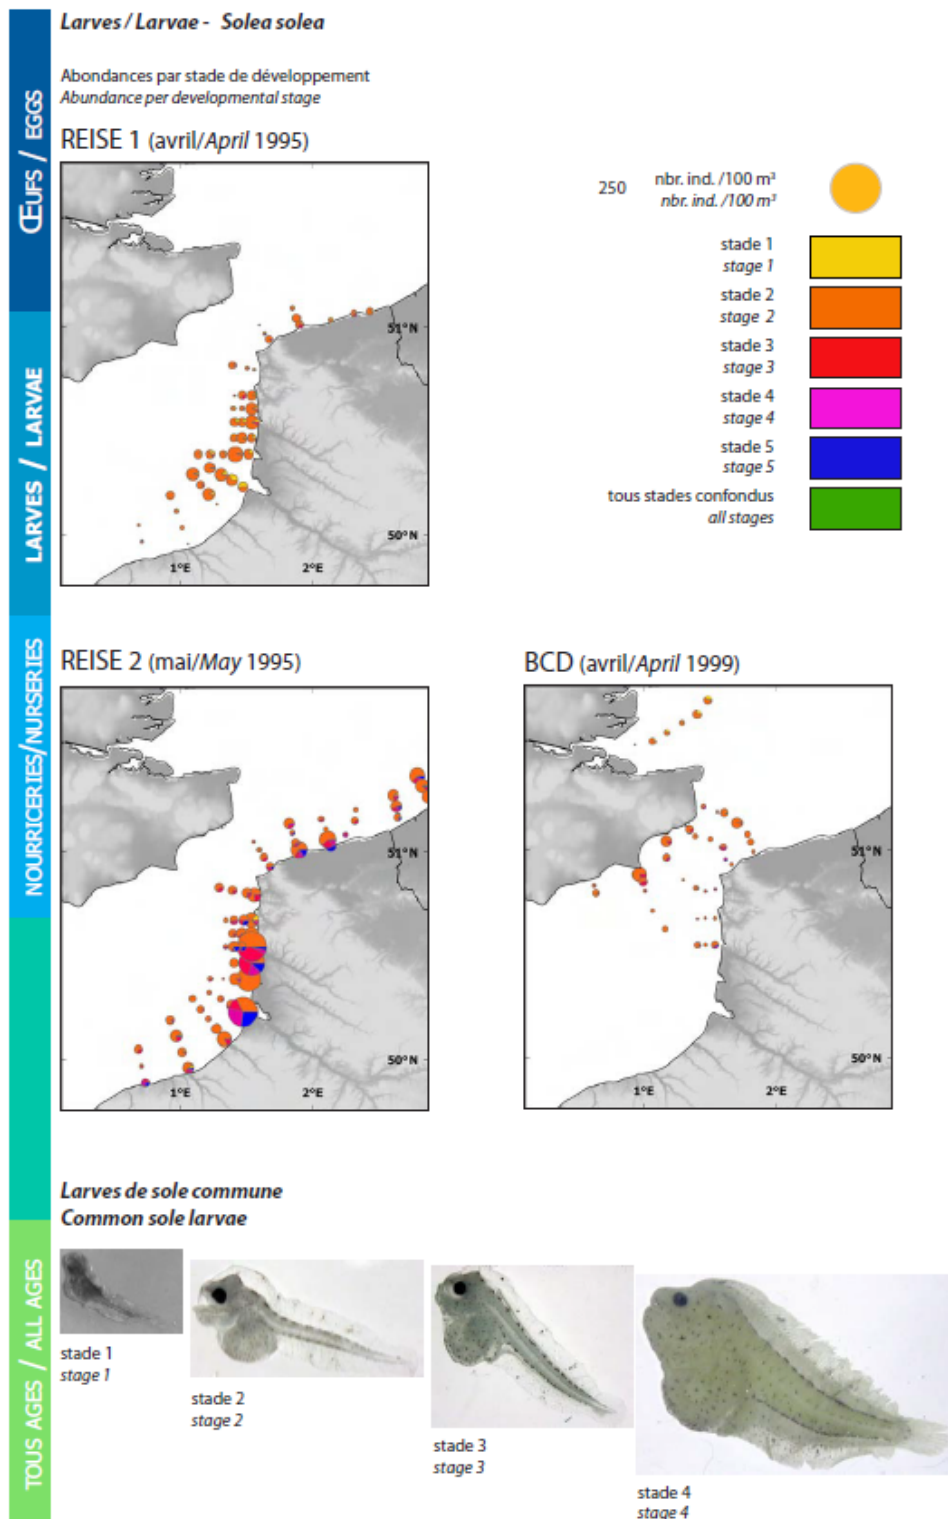 Larves / Larvae - Solea solea
Abondances par stade de développement
Abundance per developmental stage
REISE 1 (avril/April 1995)
51° N
50° N
1°E
2°E
250
nbr. ind. /100 m³
nbr. ind. /100 m³
stade 1
stage 1
stade 2
stage 2
stade 3
stage 3
stade 4
stage 4
stade 5
stage 5
tous stades confondus
all stages
ŒUFS / EGGS
LARVES / LARVAE
NOURRICERIES/NURSERIES
TOUS AGES / ALL AGES
REISE 2 (mai/May 1995)
51° N
50° N
1°E
2°E
BCD (avril/April 1999)
51° N
50° N
1°E
2°E
Larves de sole commune
Common sole larvae
stade 1
stage 1
stade 2
stage 2
stade 3
stage 3
stade 4
stage 4